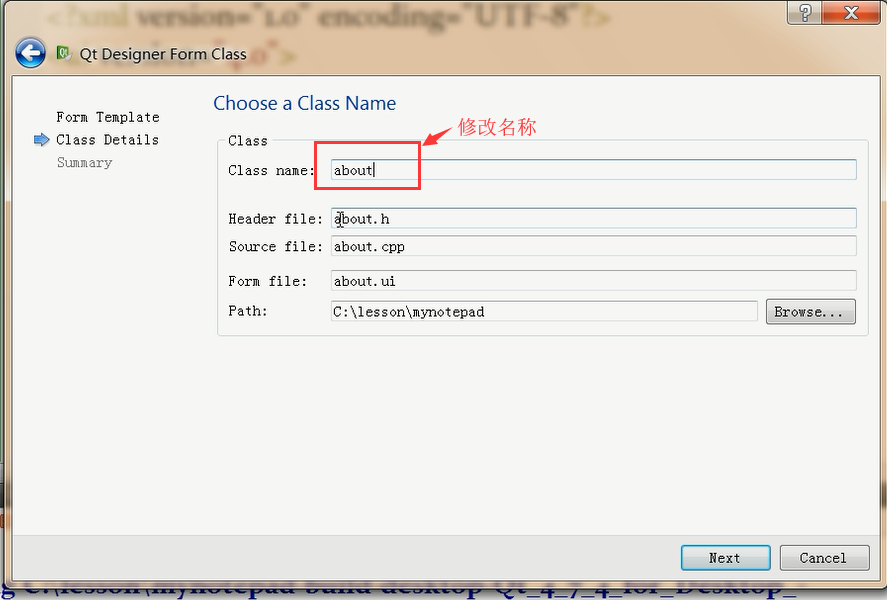 <?xml version="1.0" encoding="UTF-8"?>
Qt Designer Form Class
Choose a Class Name
Form Template
Class Details
Summary
修改名称
Class
Class name: about
Header file: about.h
Source file: about.cpp
Form file: about.ui
Path: C:\lesson\mynotepad Browse...
Next Cancel
g C:\lesson\mynotepad-build-desktop-Qt_4_7_4_for_Desktop_-